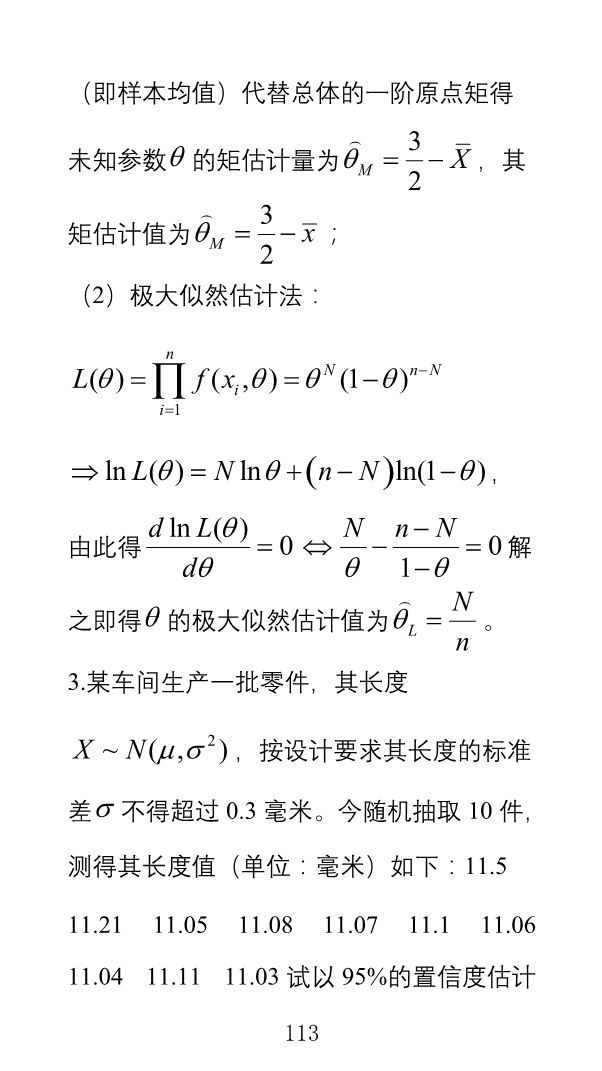 （即样本均值）代替总体的一阶原点矩得
未知参数 $\theta$ 的矩估计量为 $\widehat{\theta}_M = \frac{3}{2} - \overline{X}$，其
矩估计值为 $\widehat{\theta}_M = \frac{3}{2} - \overline{x}$；
（2）极大似然估计法：
$L(\theta) = \prod_{i=1}^{n} f(x_i, \theta) = \theta^N (1-\theta)^{n-N}$
$\Rightarrow \ln L(\theta) = N \ln \theta + (n-N) \ln(1-\theta)$，
由此得 $\frac{d \ln L(\theta)}{d\theta} = 0 \Leftrightarrow \frac{N}{\theta} - \frac{n-N}{1-\theta} = 0$ 解
之即得 $\theta$ 的极大似然估计值为 $\widehat{\theta}_L = \frac{N}{n}$。
3.某车间生产一批零件，其长度
$X \sim N(\mu, \sigma^2)$，按设计要求其长度的标准
差 $\sigma$ 不得超过 0.3 毫米。今随机抽取 10 件，
测得其长度值（单位：毫米）如下：11.5
11.21 11.05 11.08 11.07 11.1 11.06
11.04 11.11 11.03 试以 95%的置信度估计
113